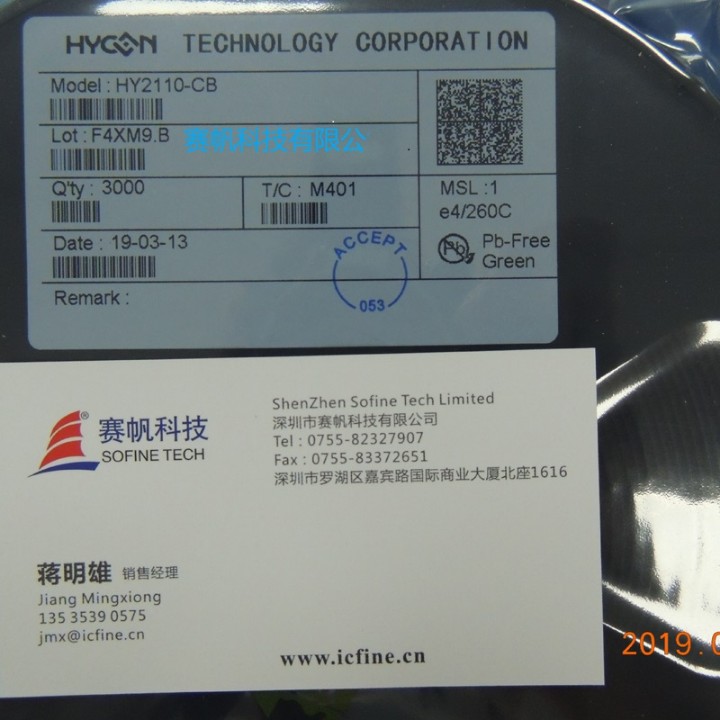 HYCON TECHNOLOGY CORPORATION
Model : HY2110-CB
Lot : F4XM9.B
赛帆科技有限公
Q'ty : 3000
T/C : M401
MSL :1
e4/260C
Date : 19-03-13
Pb
Pb-Free
Green
ACCEPT
053
Remark :
赛帆科技
®
SOFINE TECH
ShenZhen Sofine Tech Limited
深圳市赛帆科技有限公司
Tel : 0755-82327907
Fax : 0755-83372651
深圳市罗湖区嘉宾路国际商业大厦北座1616
蒋明雄 销售经理
Jiang Mingxiong
135 3539 0575
jmx@icfine.cn
www.icfine.cn
2019.0